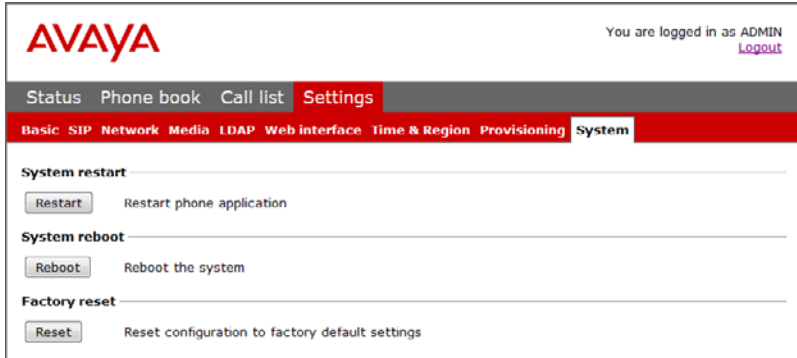 AVAYA
You are logged in as ADMIN
Logout
Status Phone book Call list Settings
Basic SIP Network Media LDAP Web interface Time & Region Provisioning System
System restart
Restart Restart phone application
System reboot
Reboot Reboot the system
Factory reset
Reset Reset configuration to factory default settings